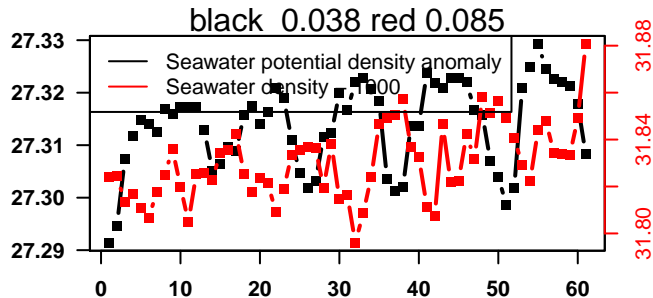 black 0.038 red 0.085
27.33
27.32
27.31
27.30
27.29
Seawater potential density anomaly
Seawater density - 1000
31.88
31.84
31.80
0 10 20 30 40 50 60